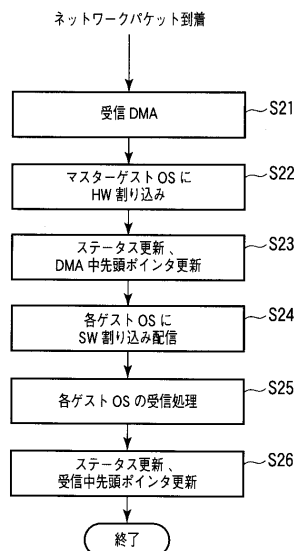 ネットワークパケット到着
受信 DMA
S21
マスターゲスト OS に
HW 割り込み
S22
ステータス更新、
DMA 中先頭ポインタ更新
S23
各ゲスト OS に
SW 割り込み配信
S24
各ゲスト OS の受信処理
S25
ステータス更新、
受信中先頭ポインタ更新
S26
終了